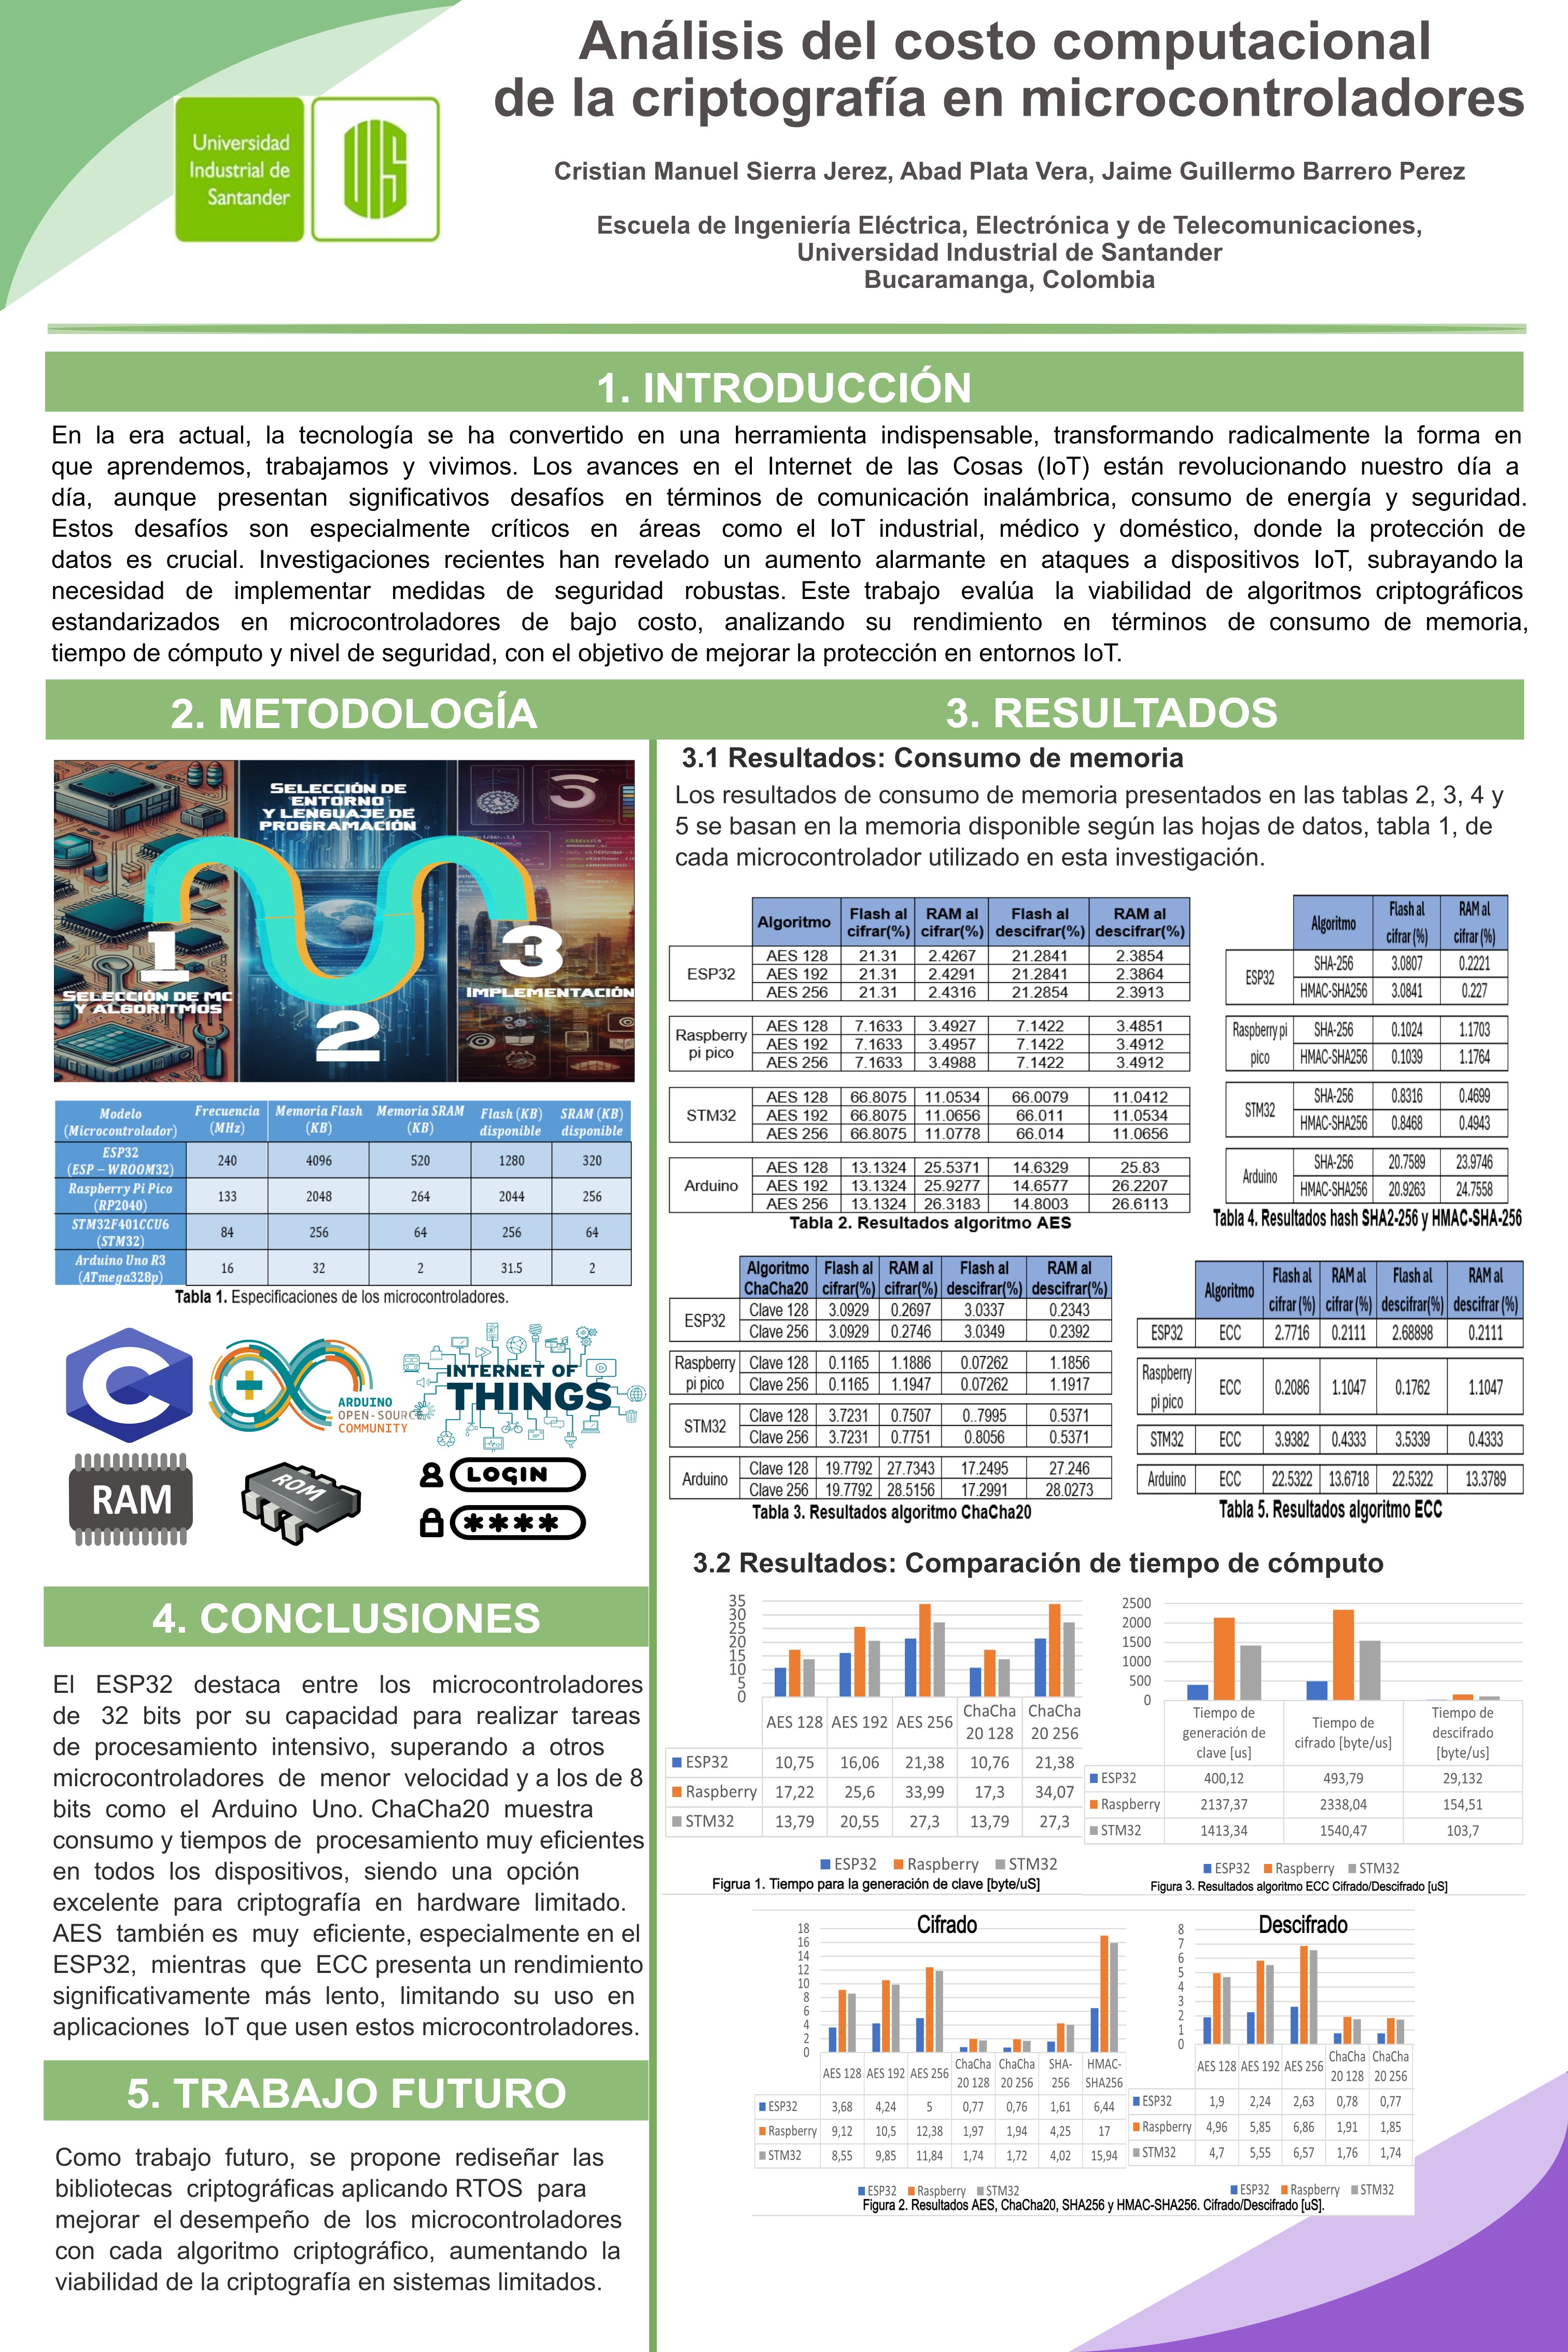 Universidad
Industrial de
Santander
Análisis del costo computacional
de la criptografía en microcontroladores
Cristian Manuel Sierra Jerez, Abad Plata Vera, Jaime Guillermo Barrero Perez
Escuela de Ingeniería Eléctrica, Electrónica y de Telecomunicaciones,
Universidad Industrial de Santander
Bucaramanga, Colombia
1. INTRODUCCIÓN
En la era actual, la tecnología se ha convertido en una herramienta indispensable, transformando radicalmente la forma en
que aprendemos, trabajamos y vivimos. Los avances en el Internet de las Cosas (IoT) están revolucionando nuestro día a
día, aunque presentan significativos desafíos en términos de comunicación inalámbrica, consumo de energía y seguridad.
Estos desafíos son especialmente críticos en áreas como el IoT industrial, médico y doméstico, donde la protección de
datos es crucial. Investigaciones recientes han revelado un aumento alarmante en ataques a dispositivos IoT, subrayando la
necesidad de implementar medidas de seguridad robustas. Este trabajo evalúa la viabilidad de algoritmos criptográficos
estandarizados en microcontroladores de bajo costo, analizando su rendimiento en términos de consumo de memoria,
tiempo de cómputo y nivel de seguridad, con el objetivo de mejorar la protección en entornos IoT.
2. METODOLOGÍA
SELECCIÓN DE
ENTORNO
Y LENGUAJE DE
PROGRAMACIÓN
1
SELECCIÓN DE MC
Y ALGORITMOS
2
3
IMPLEMENTACIÓN
Modelo (Microcontrolador) Frecuencia (MHz) Memoria Flash (KB) Memoria SRAM (KB) Flash (KB) disponible SRAM (KB) disponible
ESP32 (ESP – WROOM32) 240 4096 520 1280 320
Raspberry Pi Pico (RP2040) 133 2048 264 2044 256
STM32F401CCU6 (STM32) 84 256 64 256 64
Arduino Uno R3 (ATmega328p) 16 32 2 31.5 2
Tabla 1. Especificaciones de los microcontroladores.
C
ARDUINO
OPEN-SOURCE
COMMUNITY
INTERNET OF
THINGS
RAM
ROM
LOGIN
****
3. RESULTADOS
3.1 Resultados: Consumo de memoria
Los resultados de consumo de memoria presentados en las tablas 2, 3, 4 y
5 se basan en la memoria disponible según las hojas de datos, tabla 1, de
cada microcontrolador utilizado en esta investigación.
Algoritmo Flash al cifrar(%) RAM al cifrar(%) Flash al descifrar(%) RAM al descifrar(%)
ESP32
AES 128 21.31 2.4267 21.2841 2.3854
AES 192 21.31 2.4291 21.2841 2.3864
AES 256 21.31 2.4316 21.2854 2.3913
Raspberry pi pico
AES 128 7.1633 3.4927 7.1422 3.4851
AES 192 7.1633 3.4957 7.1422 3.4912
AES 256 7.1633 3.4988 7.1422 3.4912
STM32
AES 128 66.8075 11.0534 66.0079 11.0412
AES 192 66.8075 11.0656 66.011 11.0534
AES 256 66.8075 11.0778 66.014 11.0656
Arduino
AES 128 13.1324 25.5371 14.6329 25.83
AES 192 13.1324 25.9277 14.6577 26.2207
AES 256 13.1324 26.3183 14.8003 26.6113
Tabla 2. Resultados algoritmo AES
Algoritmo Flash al cifrar (%) RAM al cifrar (%)
ESP32
SHA-256 3.0807 0.2221
HMAC-SHA256 3.0841 0.227
Raspberry pi pico
SHA-256 0.1024 1.1703
HMAC-SHA256 0.1039 1.1764
STM32
SHA-256 0.8316 0.4699
HMAC-SHA256 0.8468 0.4943
Arduino
SHA-256 20.7589 23.9746
HMAC-SHA256 20.9263 24.7558
Tabla 4. Resultados hash SHA2-256 y HMAC-SHA-256
Algoritmo ChaCha20 Flash al cifrar(%) RAM al cifrar(%) Flash al descifrar(%) RAM al descifrar(%)
ESP32
Clave 128 3.0929 0.2697 3.0337 0.2343
Clave 256 3.0929 0.2746 3.0349 0.2392
Raspberry pi pico
Clave 128 0.1165 1.1886 0.07262 1.1856
Clave 256 0.1165 1.1947 0.07262 1.1917
STM32
Clave 128 3.7231 0.7507 0..7995 0.5371
Clave 256 3.7231 0.7751 0.8056 0.5371
Arduino
Clave 128 19.7792 27.7343 17.2495 27.246
Clave 256 19.7792 28.5156 17.2991 28.0273
Tabla 3. Resultados algoritmo ChaCha20
Algoritmo Flash al cifrar (%) RAM al cifrar (%) Flash al descifrar(%) RAM al descifrar (%)
ESP32 ECC 2.7716 0.2111 2.68898 0.2111
Raspberry pi pico ECC 0.2086 1.1047 0.1762 1.1047
STM32 ECC 3.9382 0.4333 3.5339 0.4333
Arduino ECC 22.5322 13.6718 22.5322 13.3789
Tabla 5. Resultados algoritmo ECC
3.2 Resultados: Comparación de tiempo de cómputo
35
30
25
20
15
10
5
0
AES 128 AES 192 AES 256 ChaCha 20 128 ChaCha 20 256
ESP32 10,75 16,06 21,38 10,76 21,38
Raspberry 17,22 25,6 33,99 17,3 34,07
STM32 13,79 20,55 27,3 13,79 27,3
ESP32 Raspberry STM32
Figrua 1. Tiempo para la generación de clave [byte/uS]
2500
2000
1500
1000
500
0
Tiempo de generación de clave [us] Tiempo de cifrado [byte/us] Tiempo de descifrado [byte/us]
ESP32 400,12 493,79 29,132
Raspberry 2137,37 2338,04 154,51
STM32 1413,34 1540,47 103,7
ESP32 Raspberry STM32
Figura 3. Resultados algoritmo ECC Cifrado/Descifrado [uS]
Cifrado
18
16
14
12
10
8
6
4
2
0
AES 128 AES 192 AES 256 ChaCha 20 128 ChaCha 20 256 SHA-256 HMAC-SHA256
ESP32 3,68 4,24 5 0,77 0,76 1,61 6,44
Raspberry 9,12 10,5 12,38 1,97 1,94 4,25 17
STM32 8,55 9,85 11,84 1,74 1,72 4,02 15,94
ESP32 Raspberry STM32
Descifrado
8
7
6
5
4
3
2
1
0
AES 128 AES 192 AES 256 ChaCha 20 128 ChaCha 20 256
ESP32 1,9 2,24 2,63 0,78 0,77
Raspberry 4,96 5,85 6,86 1,91 1,85
STM32 4,7 5,55 6,57 1,76 1,74
ESP32 Raspberry STM32
Figura 2. Resultados AES, ChaCha20, SHA256 y HMAC-SHA256. Cifrado/Descifrado [uS].
4. CONCLUSIONES
El ESP32 destaca entre los microcontroladores
de 32 bits por su capacidad para realizar tareas
de procesamiento intensivo, superando a otros
microcontroladores de menor velocidad y a los de 8
bits como el Arduino Uno. ChaCha20 muestra
consumo y tiempos de procesamiento muy eficientes
en todos los dispositivos, siendo una opción
excelente para criptografía en hardware limitado.
AES también es muy eficiente, especialmente en el
ESP32, mientras que ECC presenta un rendimiento
significativamente más lento, limitando su uso en
aplicaciones IoT que usen estos microcontroladores.
5. TRABAJO FUTURO
Como trabajo futuro, se propone rediseñar las
bibliotecas criptográficas aplicando RTOS para
mejorar el desempeño de los microcontroladores
con cada algoritmo criptográfico, aumentando la
viabilidad de la criptografía en sistemas limitados.